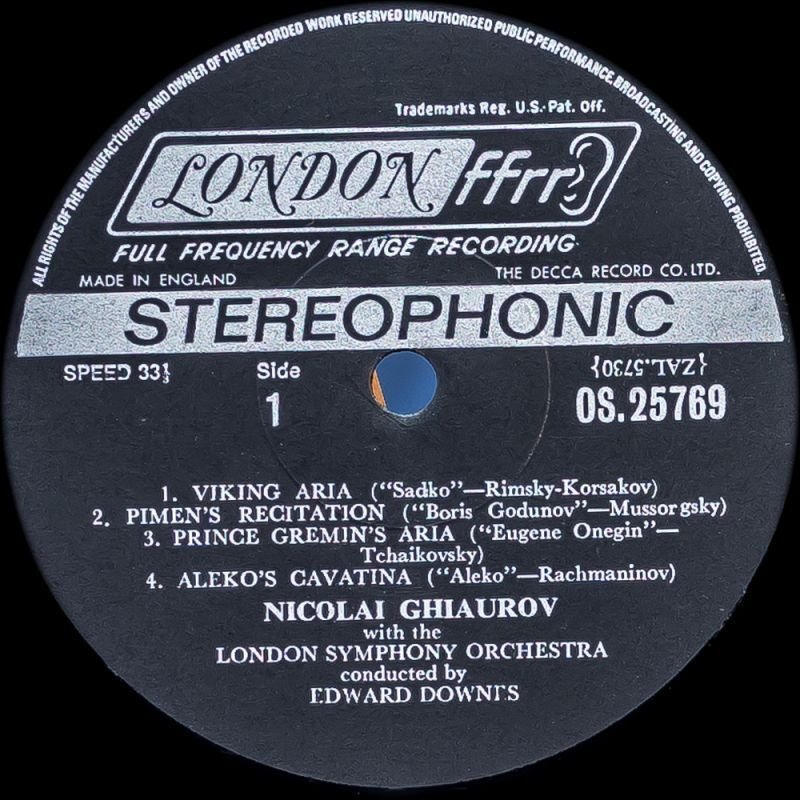 ALL RIGHTS OF THE MANUFACTURERS AND OWNER OF THE RECORDED WORK RESERVED UNAUTHORIZED PUBLIC PERFORMANCE, BROADCASTING AND COPYING PROHIBITED.
Trademarks Reg. U.S. Pat. Off.
LONDON ffrr
FULL FREQUENCY RANGE RECORDING
MADE IN ENGLAND THE DECCA RECORD CO. LTD.
STEREOPHONIC
SPEED 33⅓ Side {ZAL.5730}
1 OS.25769
1. VIKING ARIA (“Sadko”—Rimsky-Korsakov)
2. PIMEN'S RECITATION (“Boris Godunov”—Mussorgsky)
3. PRINCE GREMIN'S ARIA (“Eugene Onegin”—
Tchaikovsky)
4. ALEKO'S CAVATINA (“Aleko”—Rachmaninov)
NICOLAI GHIAUROV
with the
LONDON SYMPHONY ORCHESTRA
conducted by
EDWARD DOWNES